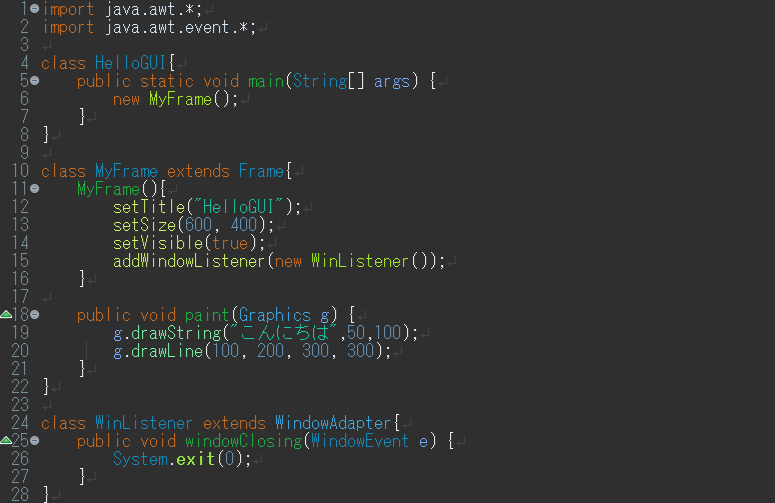 1 import java.awt.*;
2 import java.awt.event.*;
3
4 class HelloGUI{
5     public static void main(String[] args) {
6         new MyFrame();
7     }
8 }
9
10 class MyFrame extends Frame{
11     MyFrame(){
12         setTitle("HelloGUI");
13         setSize(600, 400);
14         setVisible(true);
15         addWindowListener(new WinListener());
16     }
17
18     public void paint(Graphics g) {
19         g.drawString("こんにちは",50,100);
20         g.drawLine(100, 200, 300, 300);
21     }
22 }
23
24 class WinListener extends WindowAdapter{
25     public void windowClosing(WindowEvent e) {
26         System.exit(0);
27     }
28 }